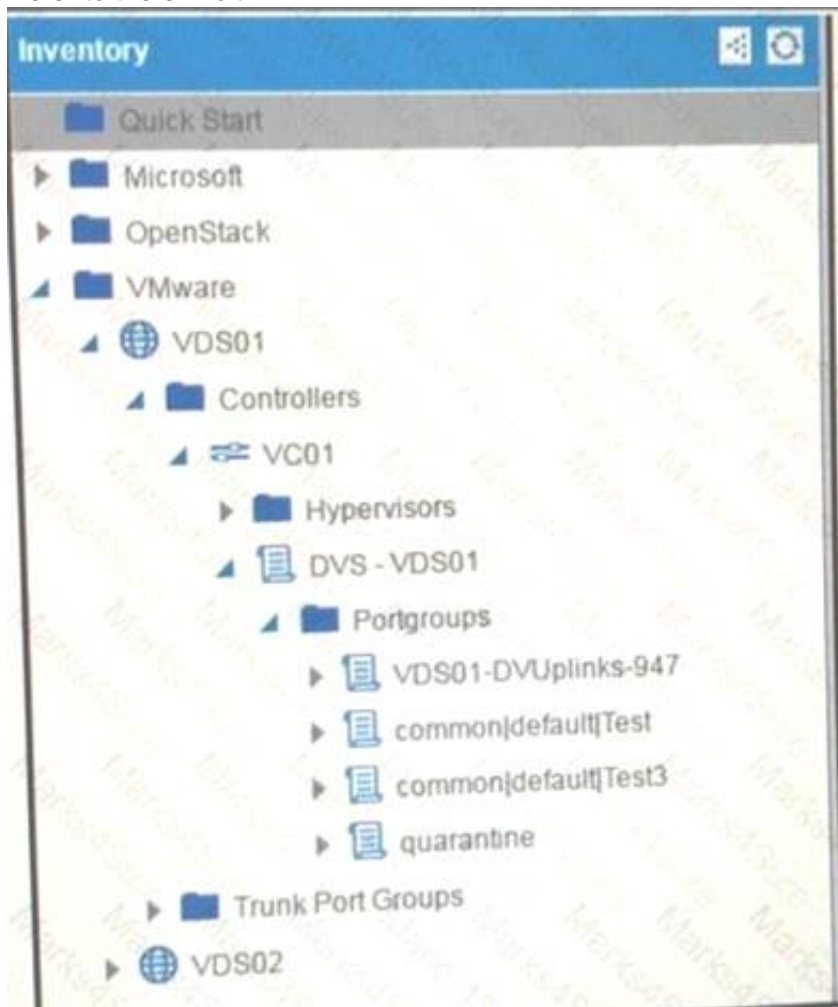 Inventory
Quick Start
Microsoft
OpenStack
VMware
VDS01
Controllers
VC01
Hypervisors
DVS - VDS01
Portgroups
VDS01-DVUplinks-947
common|default|Test
common|default|Test3
quarantine
Trunk Port Groups
VDS02